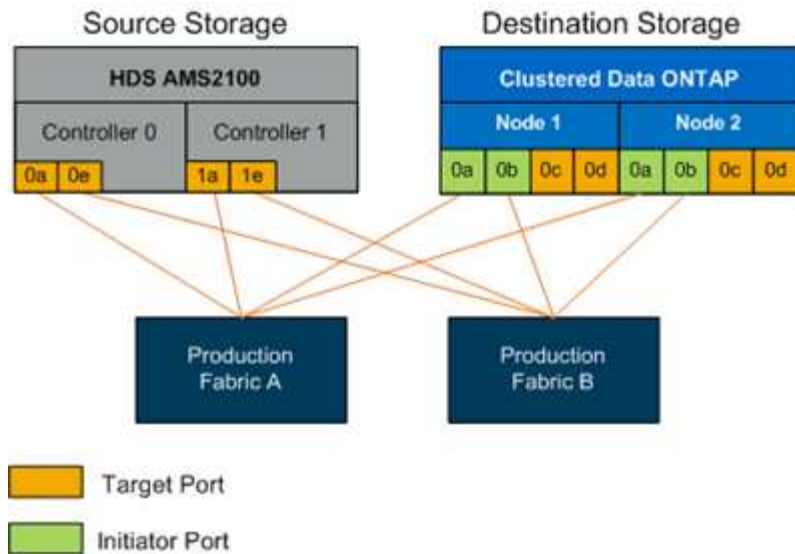 Source Storage
Destination Storage
HDS AMS2100
Clustered Data ONTAP
Controller 0
Controller 1
Node 1
Node 2
0a 0e
1a 1e
0a 0b 0c 0d
0a 0b 0c 0d
Production
Fabric A
Production
Fabric B
Target Port
Initiator Port